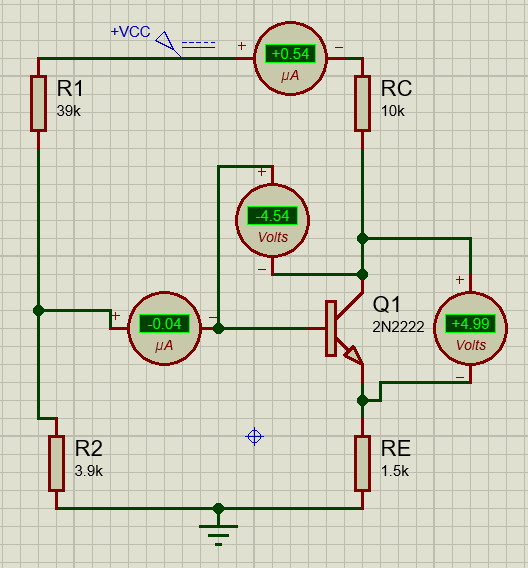 +VCC
+ +0.54 −
µA
R1
39k
RC
10k
+
-4.54
Volts
−
+ -0.04 −
µA
Q1
2N2222
+
+4.99
Volts
−
R2
3.9k
RE
1.5k